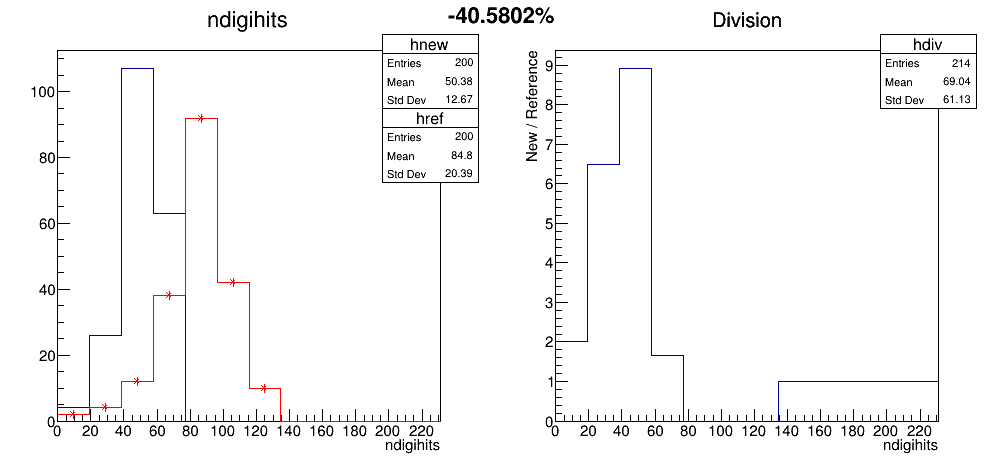 -40.5802%
ndigihits
hnew
Entries 200
Mean 50.38
Std Dev 12.67
href
Entries 200
Mean 84.8
Std Dev 20.39
100
80
60
40
20
0
0 20 40 60 80 100 120 140 160 180 200 220
ndigihits
Division
hdiv
Entries 214
Mean 69.04
Std Dev 61.13
New / Reference
9
8
7
6
5
4
3
2
1
0
0 20 40 60 80 100 120 140 160 180 200 220
ndigihits